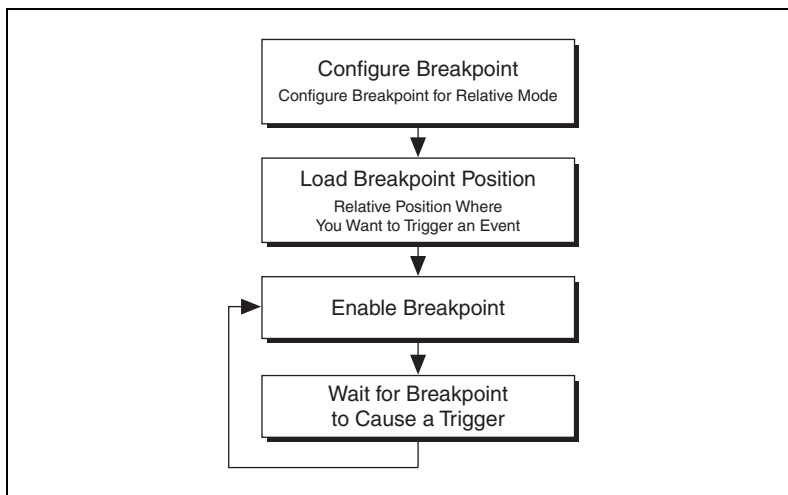 Configure Breakpoint
Configure Breakpoint for Relative Mode
Load Breakpoint Position
Relative Position Where
You Want to Trigger an Event
Enable Breakpoint
Wait for Breakpoint
to Cause a Trigger